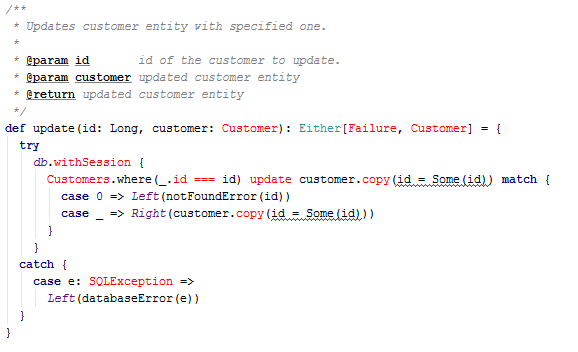 /**
 * Updates customer entity with specified one.
 *
 * @param id       id of the customer to update.
 * @param customer updated customer entity
 * @return updated customer entity
 */
def update(id: Long, customer: Customer): Either[Failure, Customer] = {
  try
    db.withSession {
      Customers.where(_.id === id) update customer.copy(id = Some(id)) match {
        case 0 => Left(notFoundError(id))
        case _ => Right(customer.copy(id = Some(id)))
      }
    }
  catch {
    case e: SQLException =>
      Left(databaseError(e))
  }
}